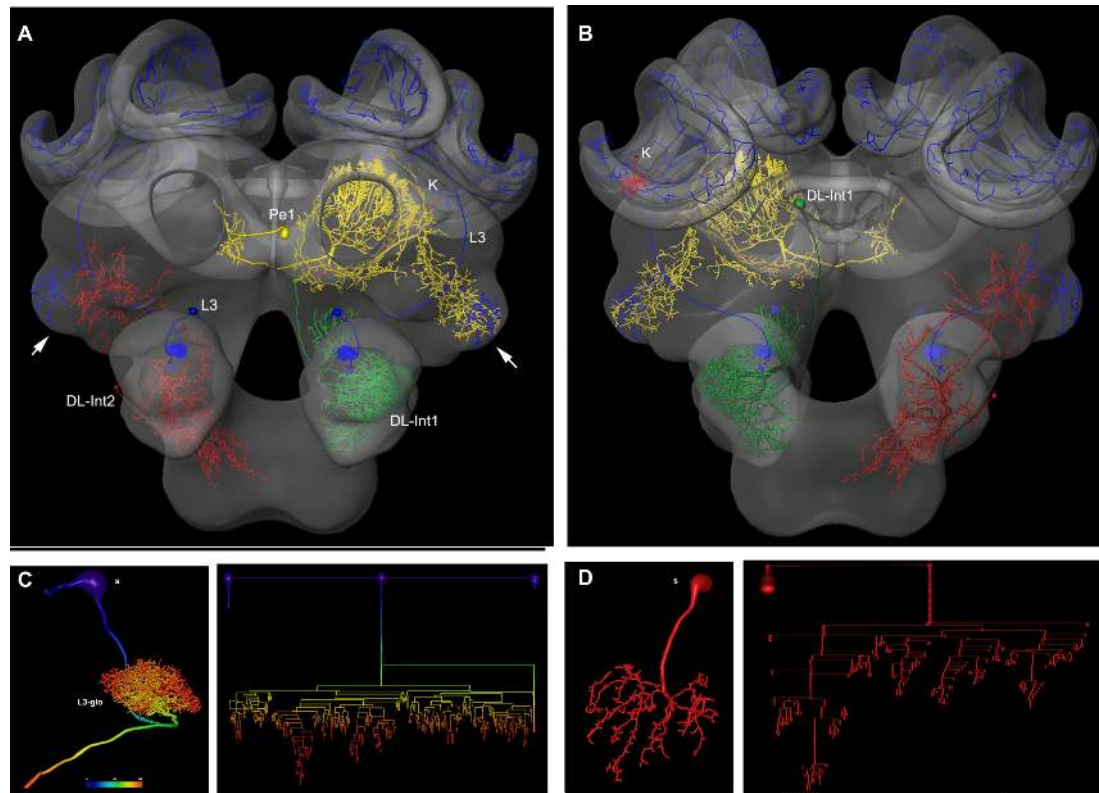 A
B
K
K
DL-Int1
Pe1
L3
L3
DL-Int2
DL-Int1
C
s
L3-glo
D
s